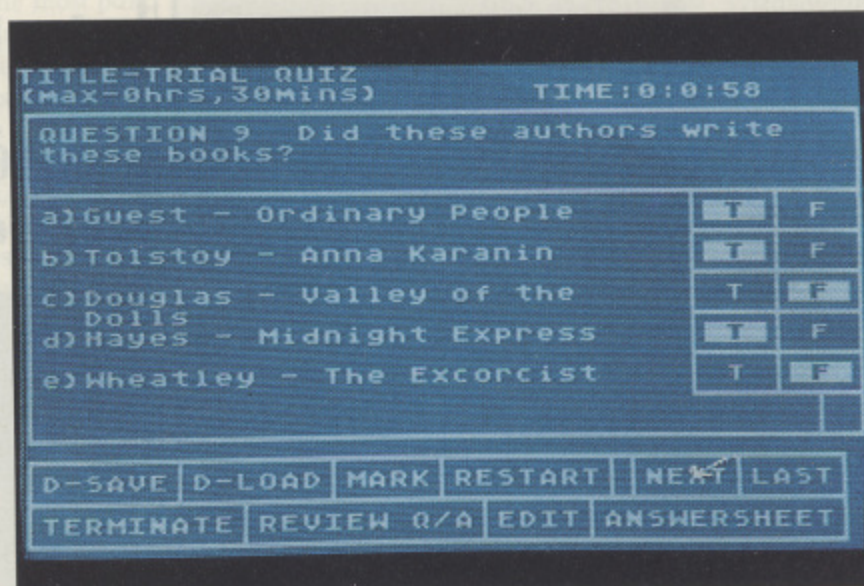 TITLE-TRIAL QUIZ
(max-0hrs,30mins) TIME:0:0:58
QUESTION 9 Did these authors write
these books?
a)Guest - Ordinary People T F
b)Tolstoy - Anna Karanin T F
c)Douglas - Valley of the T F
Dolls
d)Hayes - Midnight Express T F
e)Wheatley - The Excorcist T F
D-SAVE D-LOAD MARK RESTART NEXT LAST
TERMINATE REVIEW Q/A EDIT ANSWERSHEET